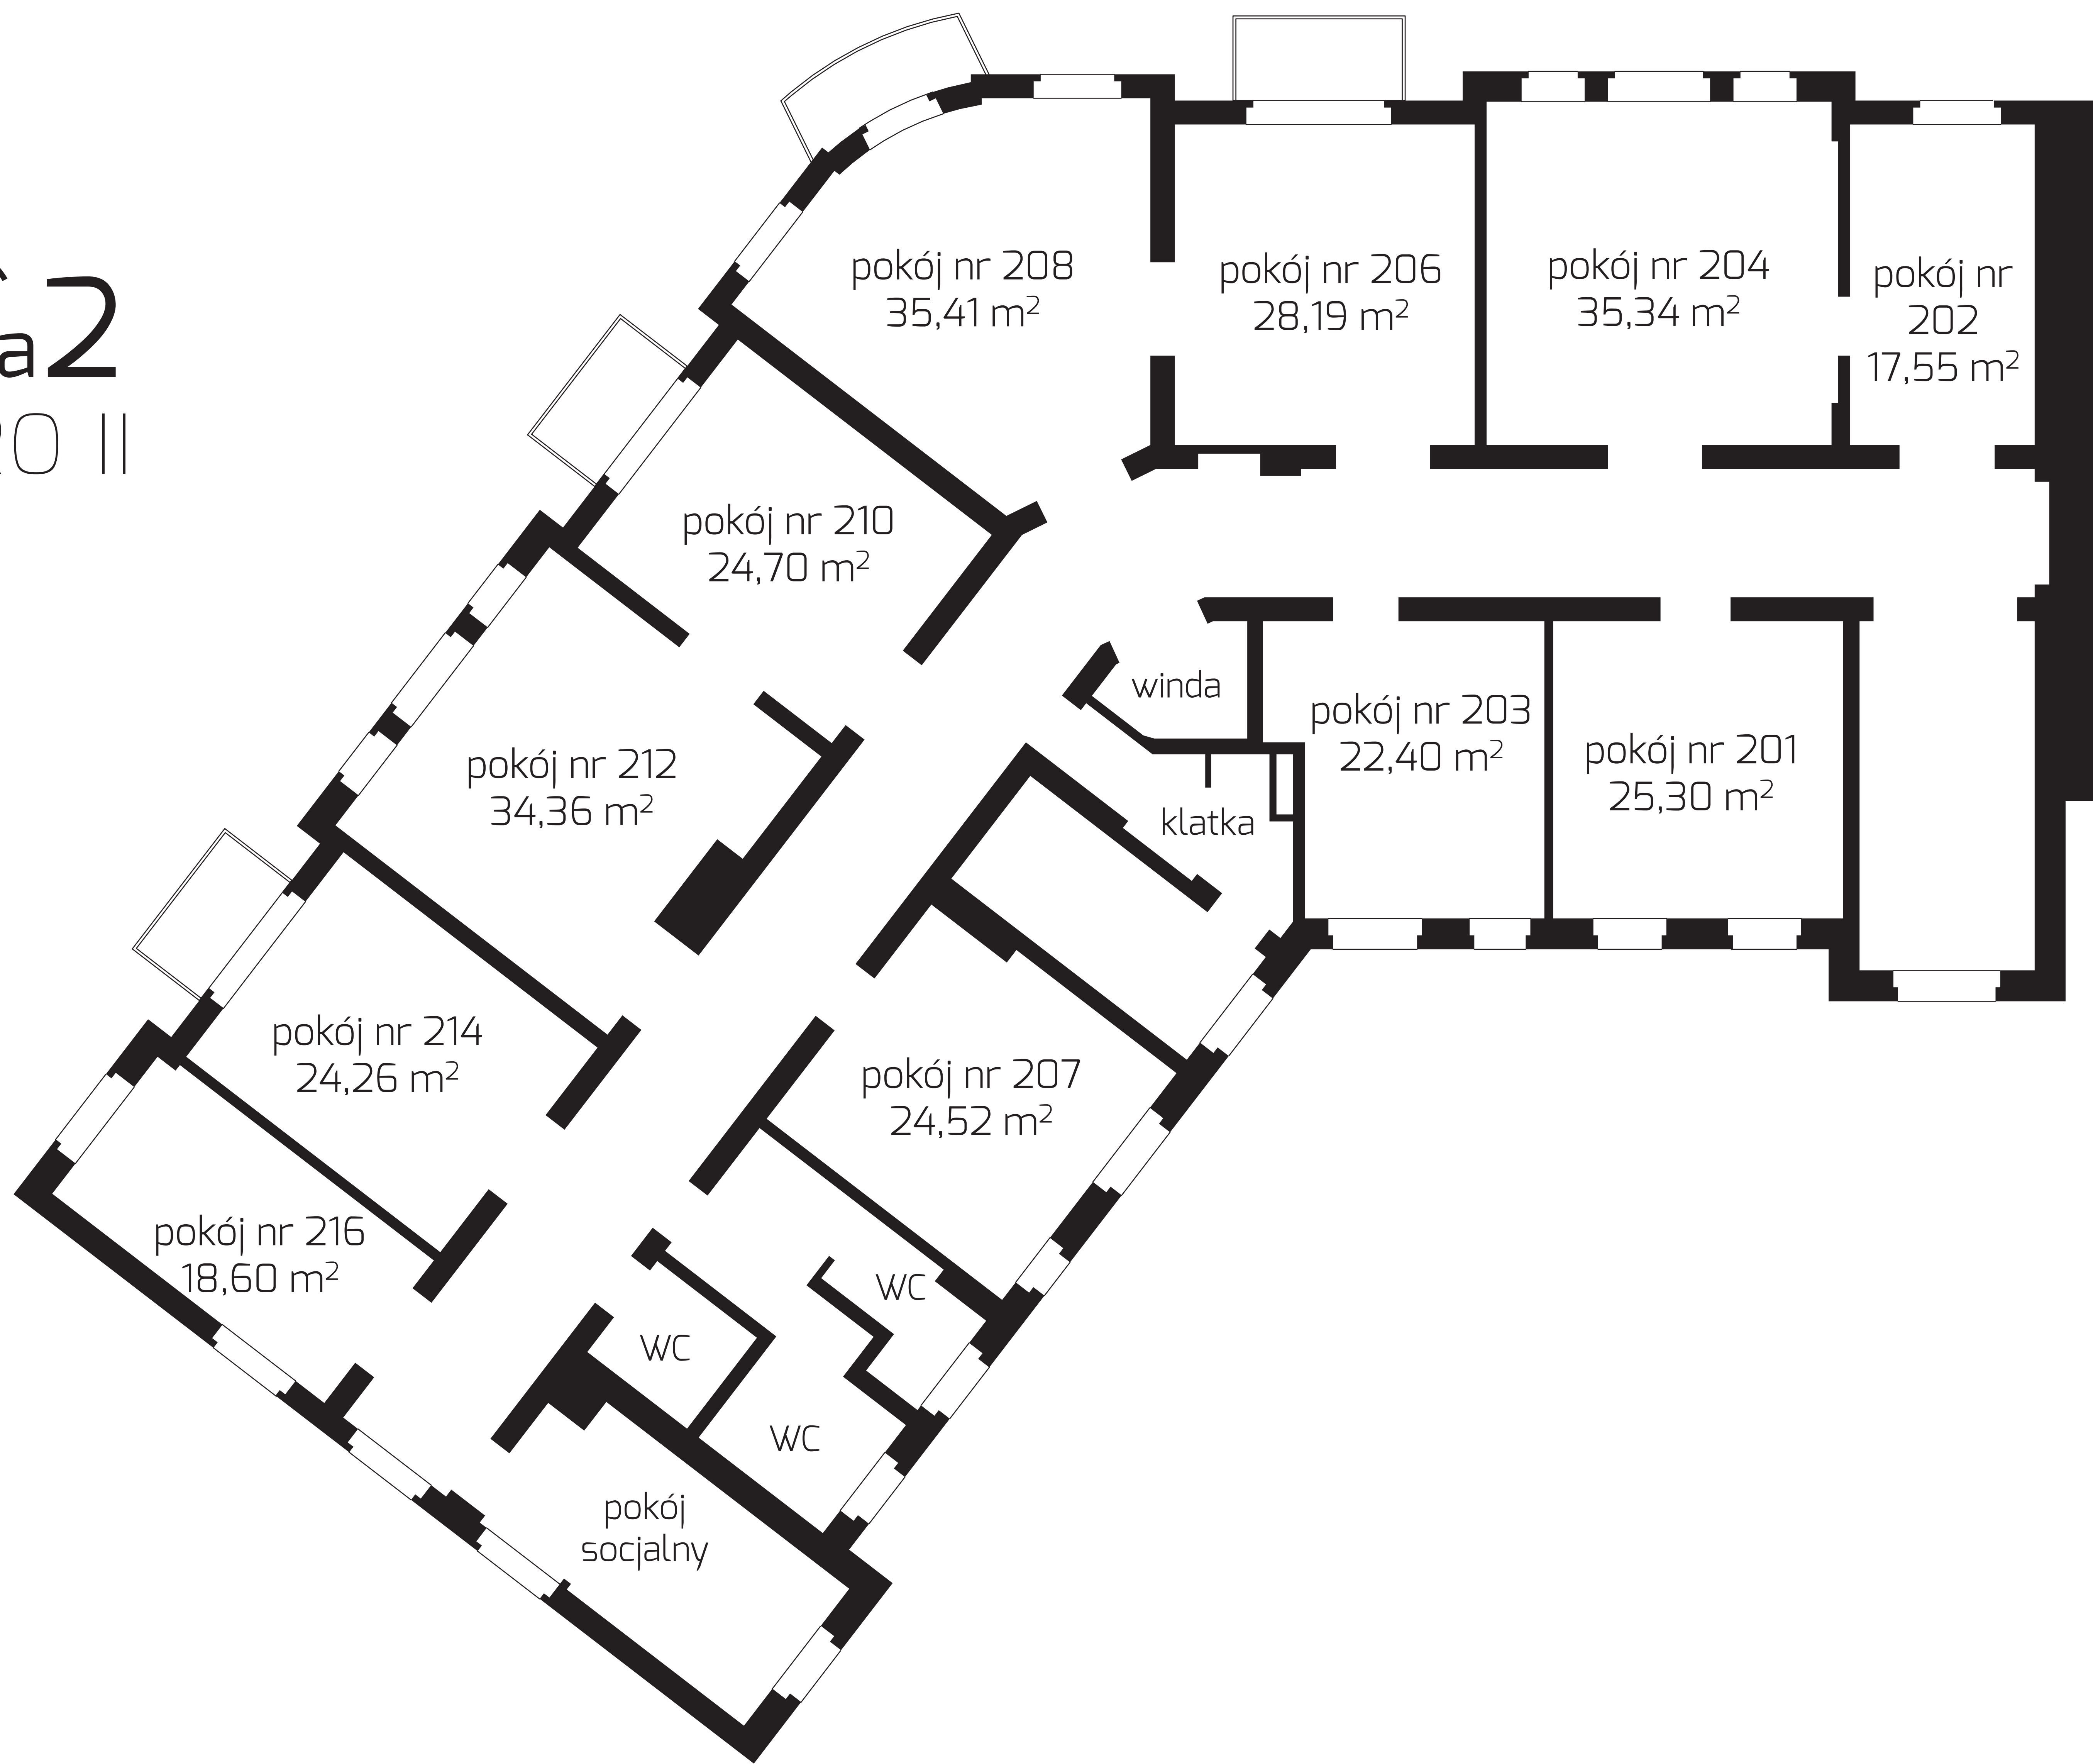 a2
O II
pokój nr 208
35,41 m²
pokój nr 206
28,19 m²
pokój nr 204
35,34 m²
pokój nr
202
17,55 m²
pokój nr 210
24,70 m²
winda
pokój nr 203
22,40 m²
pokój nr 201
25,30 m²
pokój nr 212
34,36 m²
klatka
pokój nr 214
24,26 m²
pokój nr 207
24,52 m²
pokój nr 216
18,60 m²
WC
WC
WC
pokój
socjalny